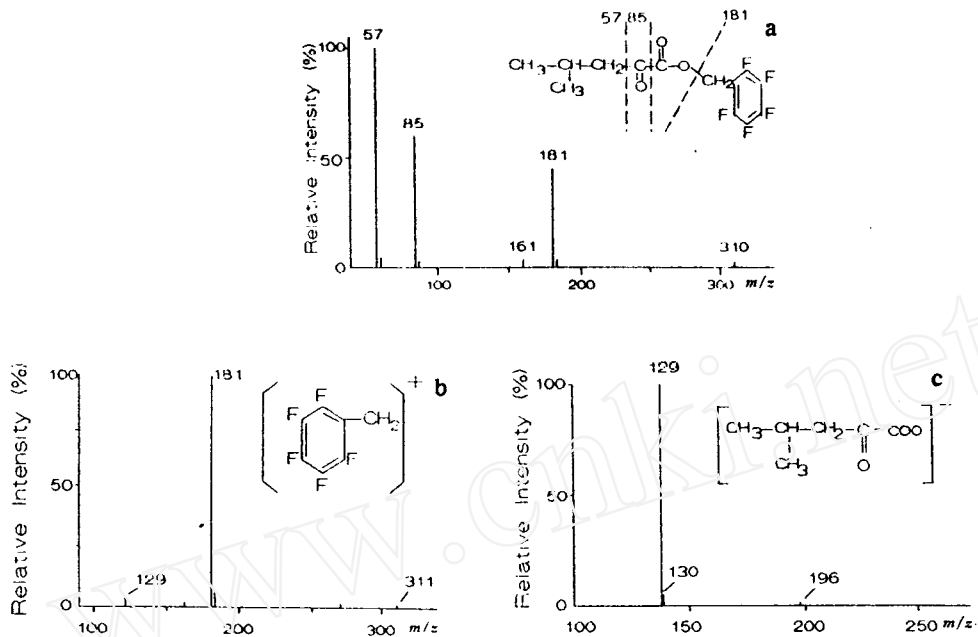 57 85 181 a
Relative Intensity (%)
100
50
0
57
85
161
181
310
100 200 300 m/z
O O
CH3-CH-CH2-C-C-O-CH2
CH3 O
F F F F F
Relative Intensity (%)
100
50
0
129
181
311
100 200 300 m/z
+ b
F F F F F
CH2
Relative Intensity (%)
100
50
0
129
130
196
100 150 200 250 m/z
- c
CH3-CH-CH2-C-COO
CH3 O
www.cnki.net